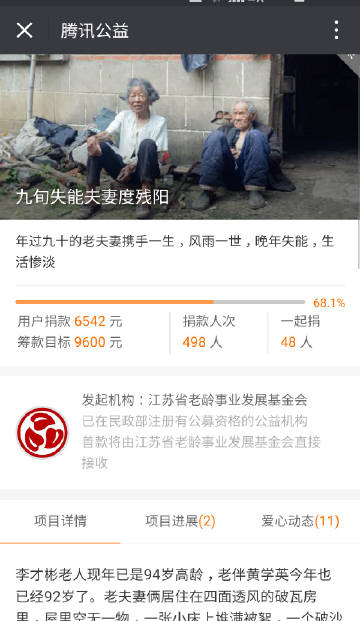 腾讯公益
九旬失能夫妻度残阳
年过九十的老夫妻携手一生，风雨一世，晚年失能，生
活惨淡
68.1%
用户捐款 6542 元
捐款人次
一起捐
筹款目标 9600 元
498 人
48 人
发起机构：江苏省老龄事业发展基金会
已在民政部注册有公募资格的公益机构
善款将由江苏省老龄事业发展基金会直接
接收
项目详情
项目进展(2)
爱心动态(11)
李才彬老人现年已是94岁高龄，老伴黄学英今年也
已经92岁了。老夫妻俩居住在四面透风的破瓦房
里，屋里空无一物，一张小床上堆满被絮，一个破沙